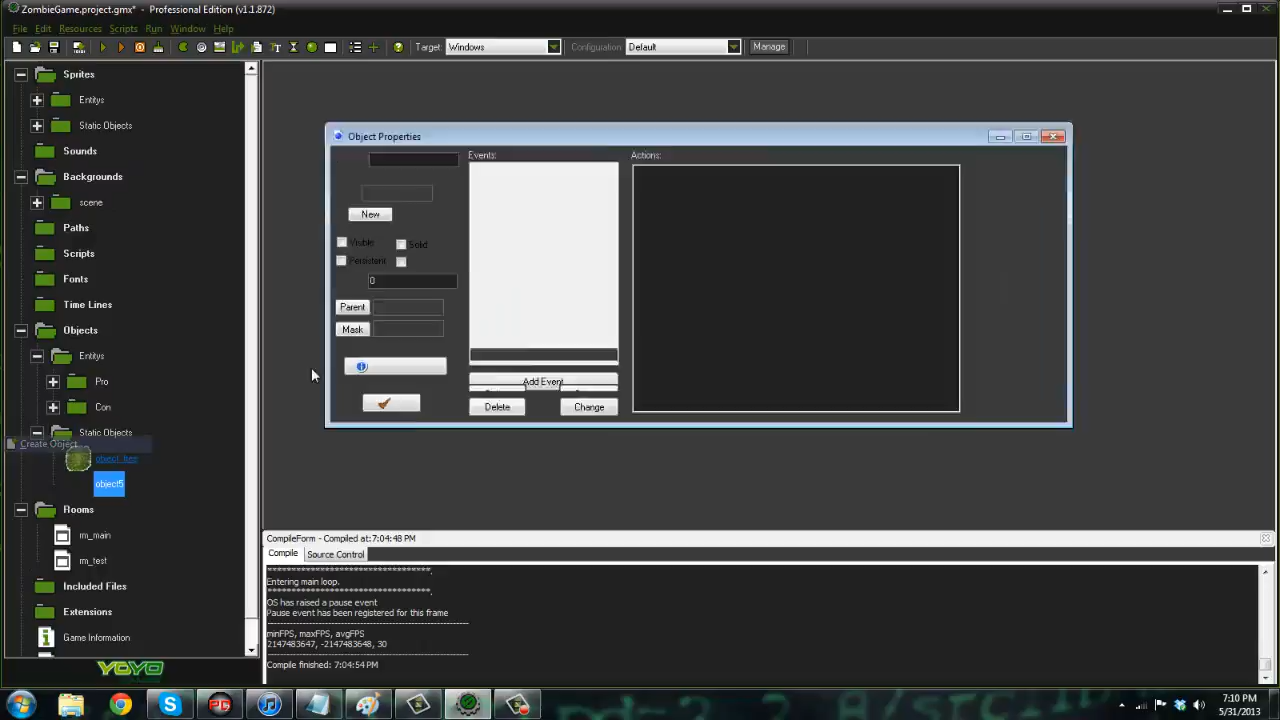 ZombieGame.project.gmx* - Professional Edition (v1.1.872)
File Edit Resources Scripts Run Window Help
Target: Windows Configuration Default Manage
Sprites
Entitys
Static Objects
Sounds
Backgrounds
scene
Paths
Scripts
Fonts
Time Lines
Objects
Entitys
Pro
Con
Static Objects
Create Object
object5
Rooms
m_main
m_test
Included Files
Extensions
Game Information
YOYO
Object Properties
Events:
Actions:
New
Visible
Solid
Persistent
0
Parent
Mask
Add Event
Delete
Change
CompileForm - Compiled at:7:04:48 PM
Compile Source Control
***********************************.
Entering main loop.
***********************************.
OS has raised a pause event
Pause event has been registered for this frame
-------------------------------------------------------
minFPS, maxFPS, avgFPS
2147483647, -2147483648, 30
-------------------------------------------------------
Compile finished: 7:04:54 PM
7:10 PM
5/31/2013